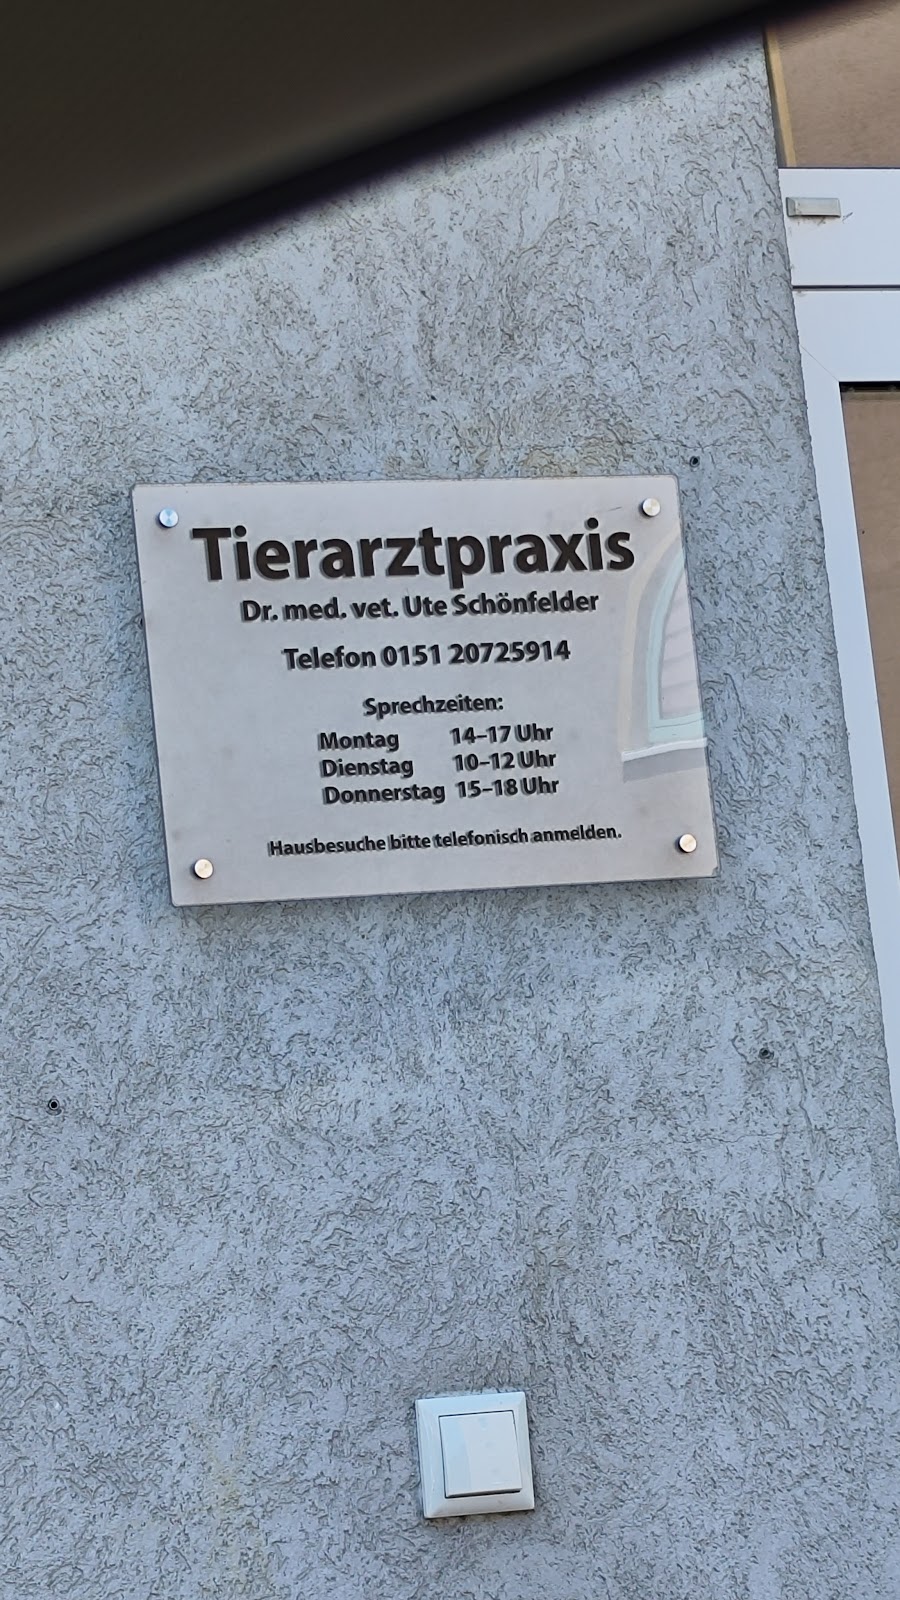 Tierarztpraxis
Dr. med. vet. Ute Schönfelder
Telefon 0151 20725914
Sprechzeiten:
Montag 14–17 Uhr
Dienstag 10–12 Uhr
Donnerstag 15–18 Uhr
Hausbesuche bitte telefonisch anmelden.